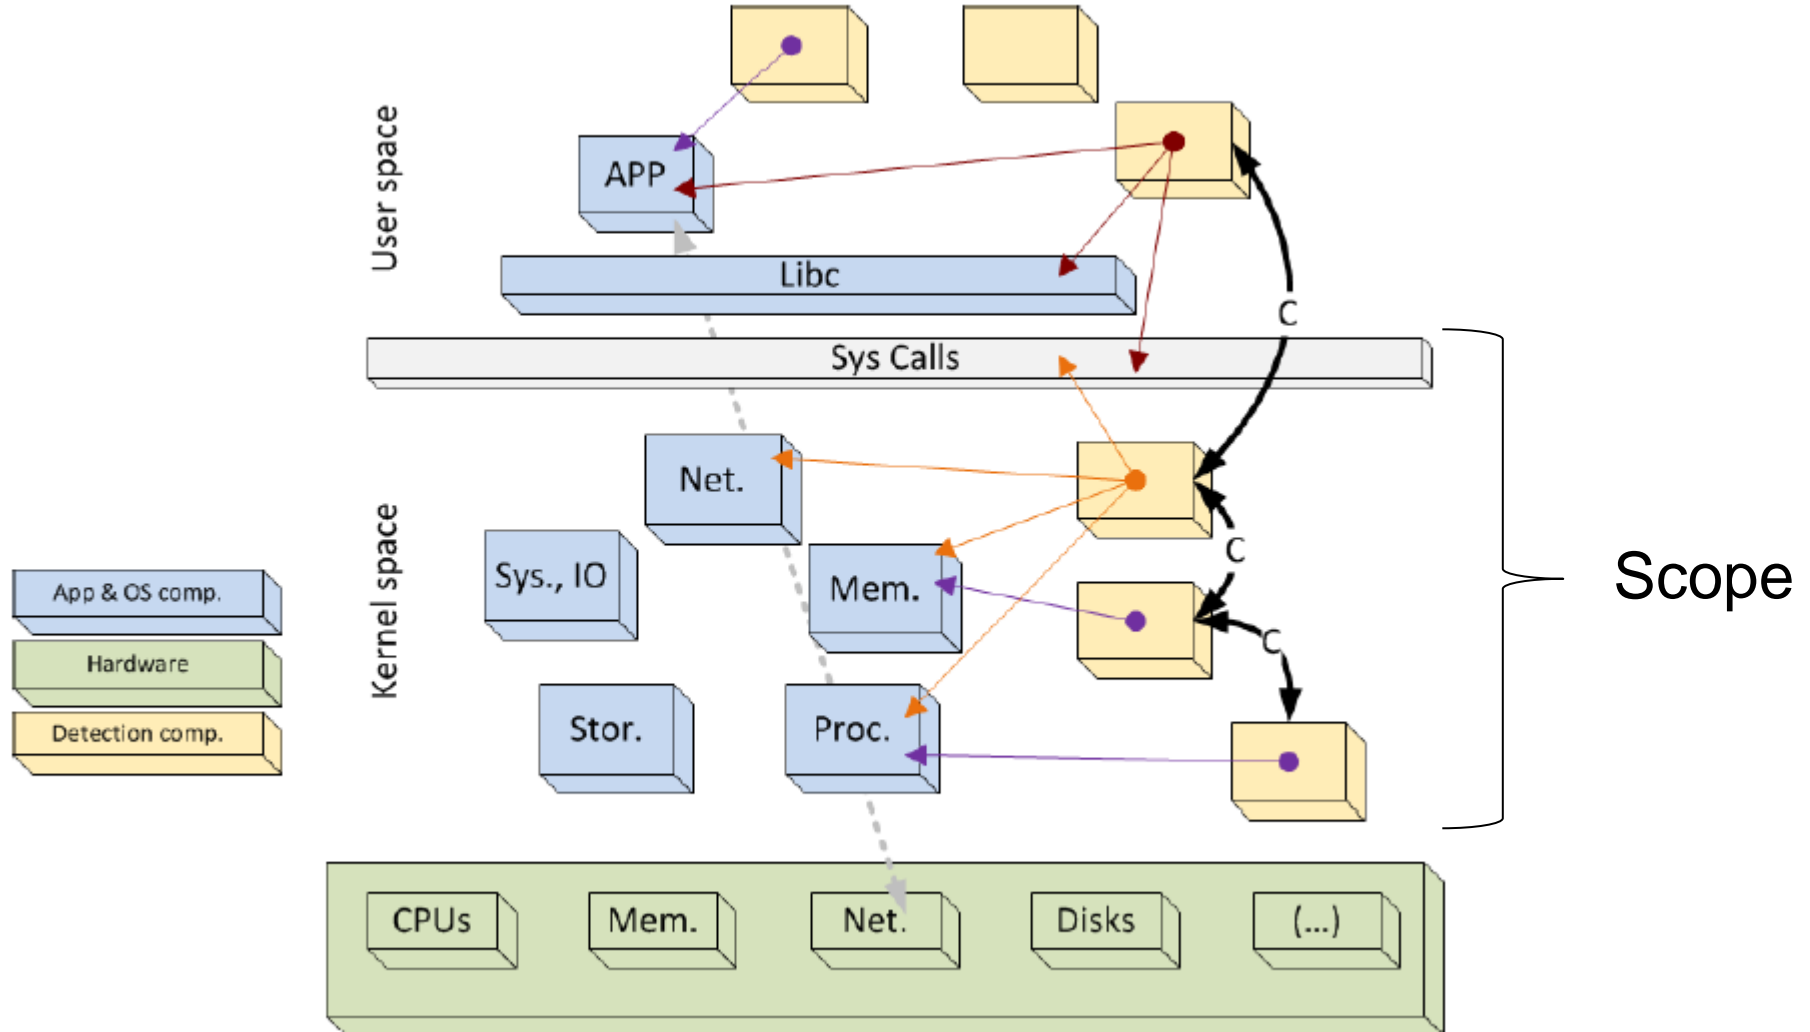 User space
APP
Libc
C
Sys Calls
Kernel space
Net.
Sys., IO
Mem.
C
Scope
App & OS comp.
Hardware
Detection comp.
C
Stor.
Proc.
CPUs
Mem.
Net.
Disks
(...)